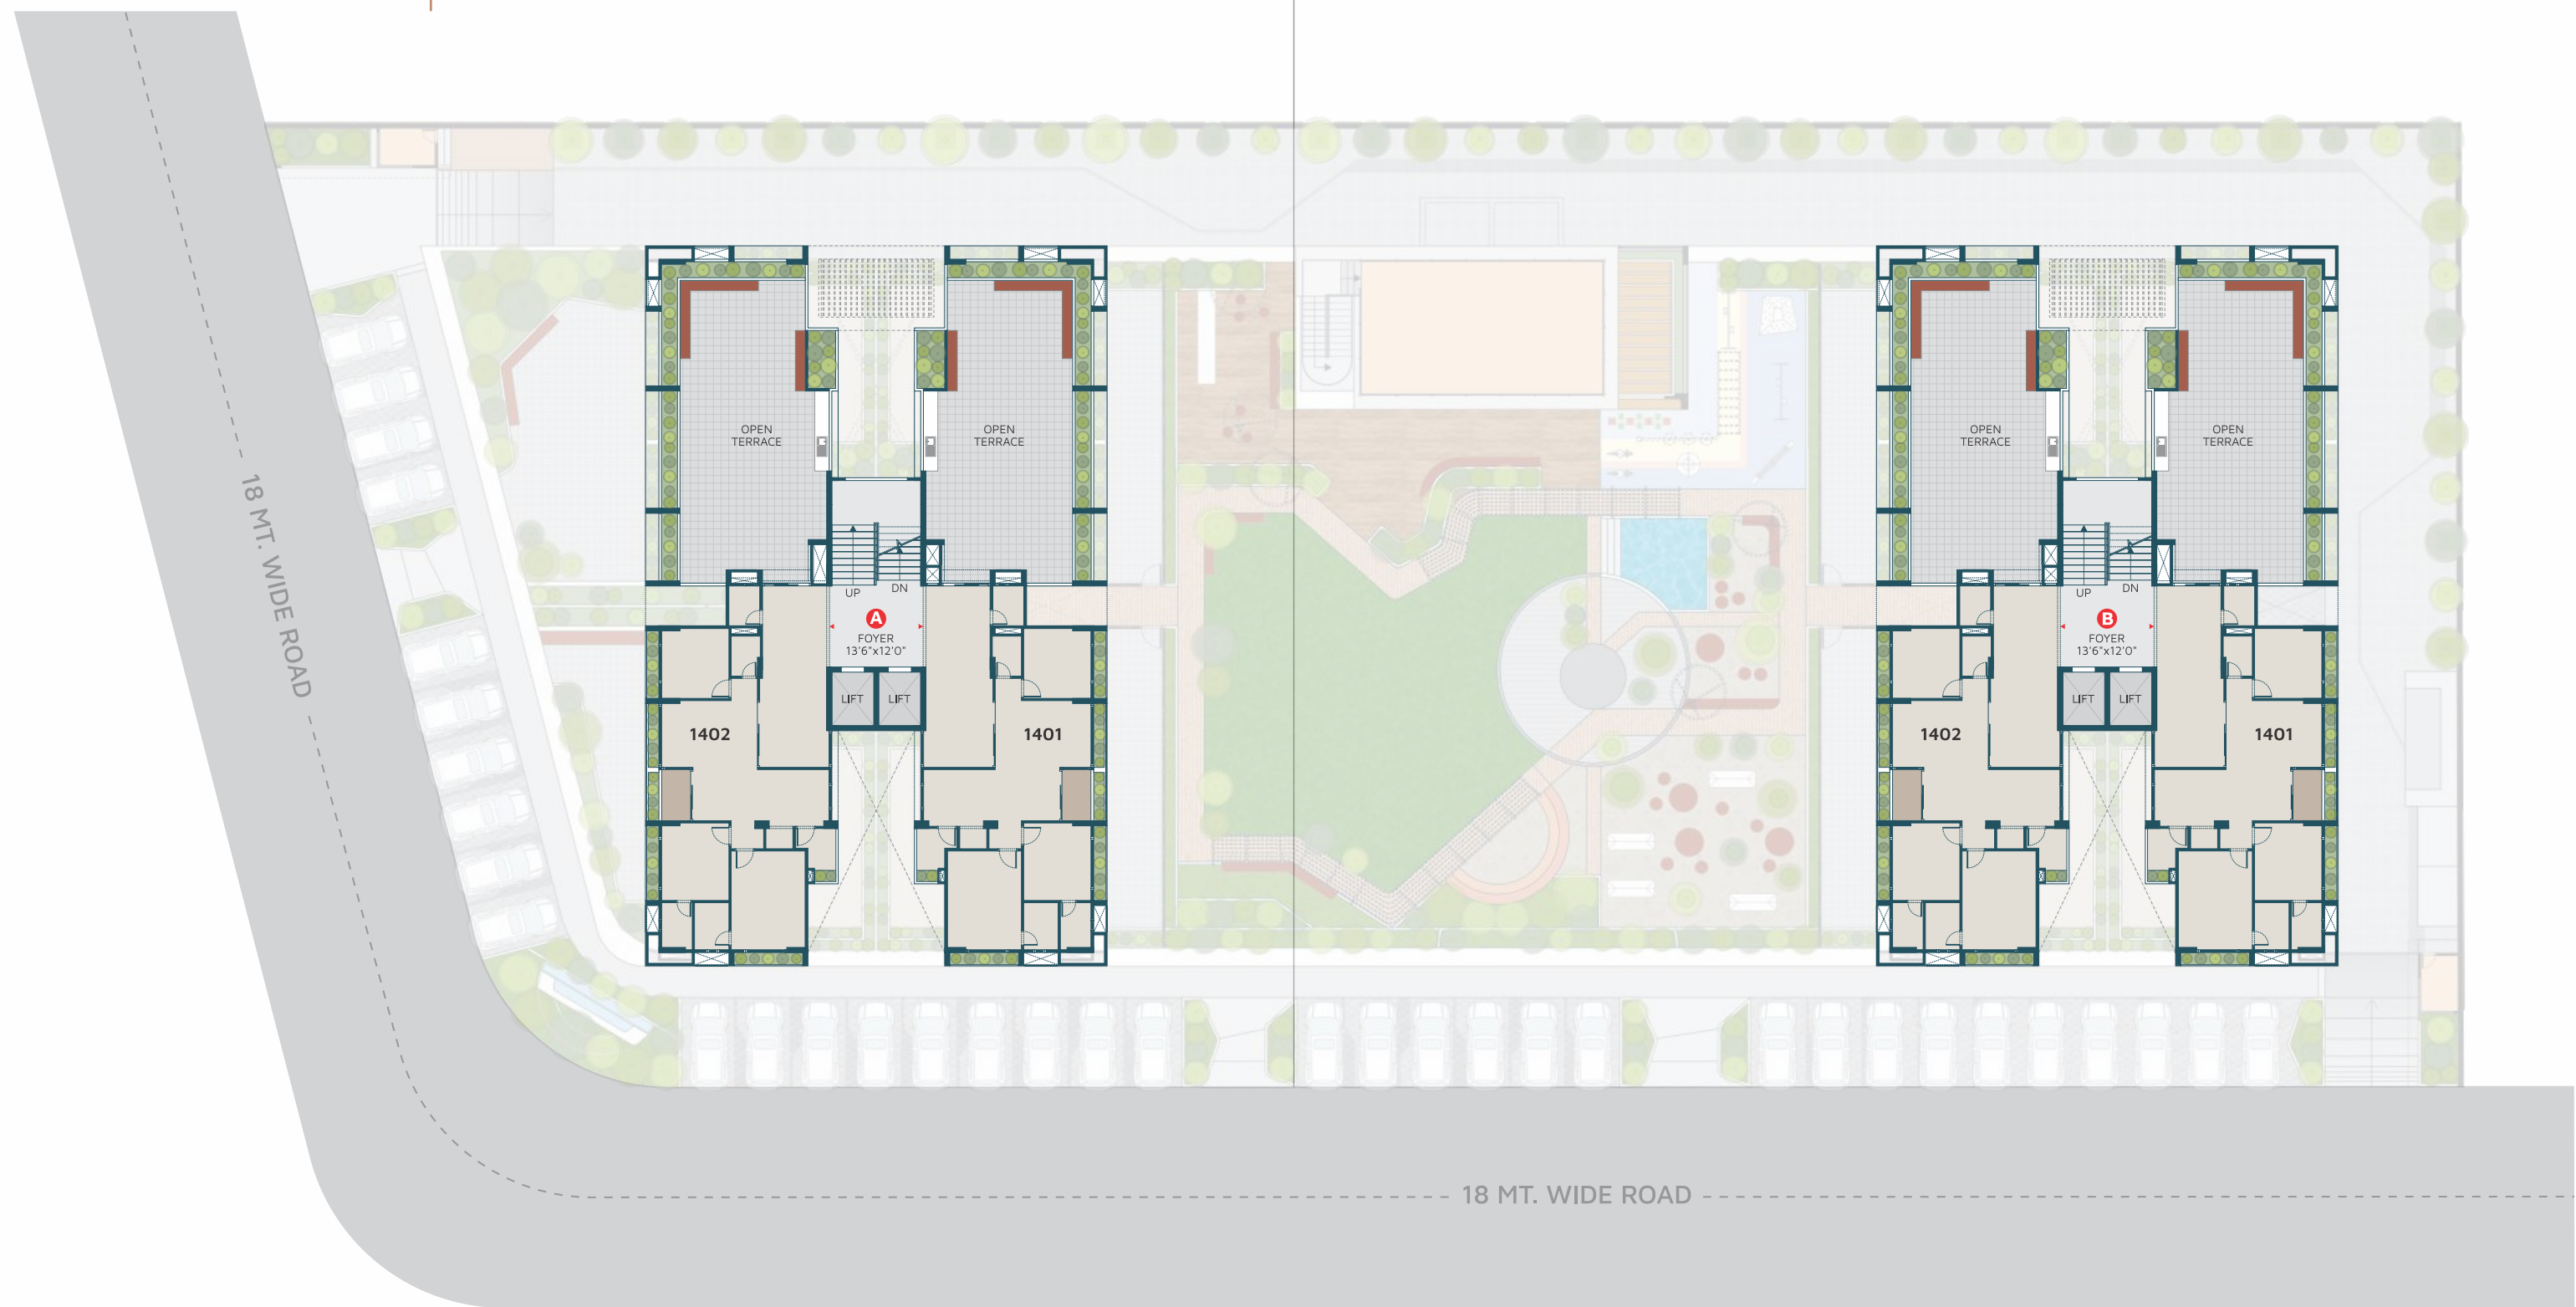 OPEN
TERRACE
OPEN
TERRACE
OPEN
TERRACE
OPEN
TERRACE
18 MT. WIDE ROAD
UP
DN
A
FOYER
13'6"x12'0"
LIFT
LIFT
1402
1401
UP
DN
B
FOYER
13'6"x12'0"
LIFT
LIFT
1402
1401
18 MT. WIDE ROAD